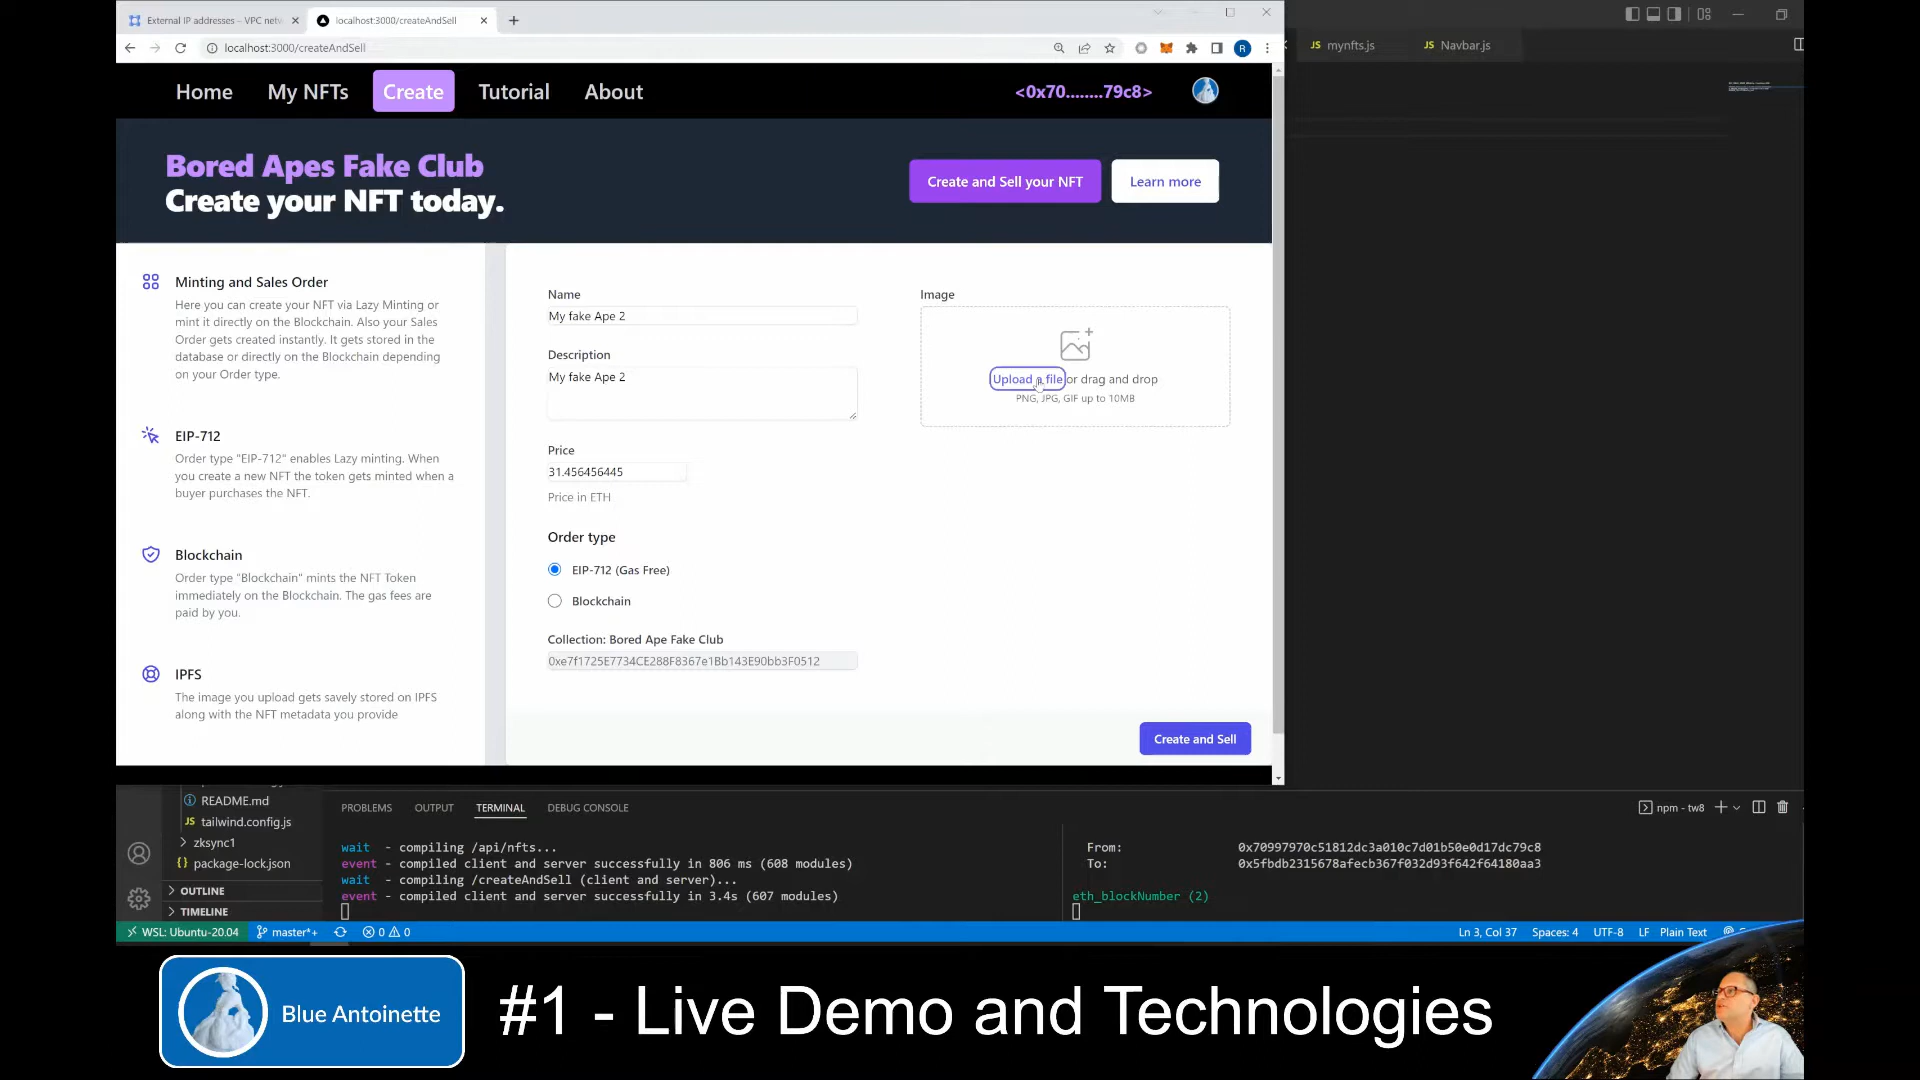 External IP addresses – VPC netw
localhost:3000/createAndSell
localhost:3000/createAndSell
R
JS mynfts.js
JS Navbar.js
Home
My NFTs
Create
Tutorial
About
<0x70........79c8>
Bored Apes Fake Club
Create your NFT today.
Create and Sell your NFT
Learn more
Minting and Sales Order
Here you can create your NFT via Lazy Minting or
mint it directly on the Blockchain. Also your Sales
Order gets created instantly. It gets stored in the
database or directly on the Blockchain depending
on your Order type.
EIP-712
Order type "EIP-712" enables Lazy minting. When
you create a new NFT the token gets minted when a
buyer purchases the NFT.
Blockchain
Order type "Blockchain" mints the NFT Token
immediately on the Blockchain. The gas fees are
paid by you.
IPFS
The image you upload gets savely stored on IPFS
along with the NFT metadata you provide
Name
My fake Ape 2
Description
My fake Ape 2
Price
31.456456445
Price in ETH
Order type
EIP-712 (Gas Free)
Blockchain
Collection: Bored Ape Fake Club
0xe7f1725E7734CE288F8367e1Bb143E90bb3F0512
Image
Upload a file or drag and drop
PNG, JPG, GIF up to 10MB
Create and Sell
README.md
JS tailwind.config.js
zksync1
{} package-lock.json
OUTLINE
TIMELINE
PROBLEMS
OUTPUT
TERMINAL
DEBUG CONSOLE
npm - tw8
wait - compiling /api/nfts...
event - compiled client and server successfully in 806 ms (608 modules)
wait - compiling /createAndSell (client and server)...
event - compiled client and server successfully in 3.4s (607 modules)
From: 0x70997970c51812dc3a010c7d01b50e0d17dc79c8
To: 0x5fbdb2315678afecb367f032d93f642f64180aa3
eth_blockNumber (2)
WSL: Ubuntu-20.04
master*+
0 0
Ln 3, Col 37
Spaces: 4
UTF-8
LF
Plain Text
Blue Antoinette
#1 - Live Demo and Technologies